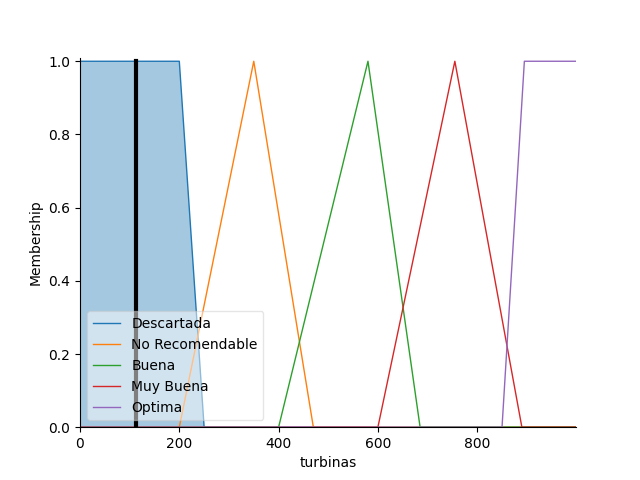 1.0
0.8
0.6
0.4
0.2
0.0
Membership
Descartada
No Recomendable
Buena
Muy Buena
Optima
0 200 400 600 800
turbinas